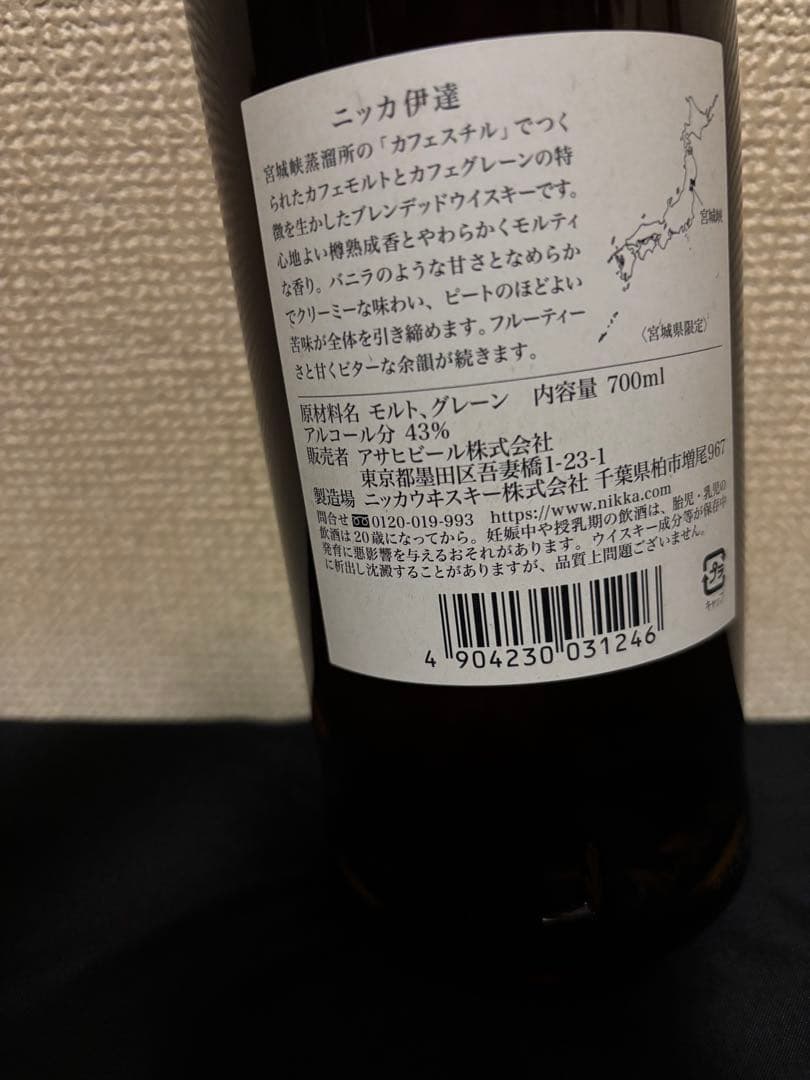 ニッカ伊達
宮城峡蒸溜所の「カフェスチル」でつく
られたカフェモルトとカフェグレーンの特
徴を生かしたブレンデッドウイスキーです。
心地よい樽熟成香とやわらかくモルティ
な香り。バニラのような甘さとなめらか
でクリーミーな味わい、ピートのほどよい
苦味が全体を引き締めます。フルーティー
さと甘くビターな余韻が続きます。
宮城峡
〈宮城県限定〉
原材料名 モルト、グレーン 内容量 700ml
アルコール分 43%
販売者 アサヒビール株式会社
東京都墨田区吾妻橋1-23-1
製造場 ニッカウヰスキー株式会社 千葉県柏市増尾967
問合せ 0120-019-993 https://www.nikka.com
飲酒は20歳になってから。妊娠中や授乳期の飲酒は、胎児・乳児の
発育に悪影響を与えるおそれがあります。ウイスキー成分等が保存中
に析出し沈澱することがありますが、品質上問題ございません。
プラ
キャップ
4 904230 031246